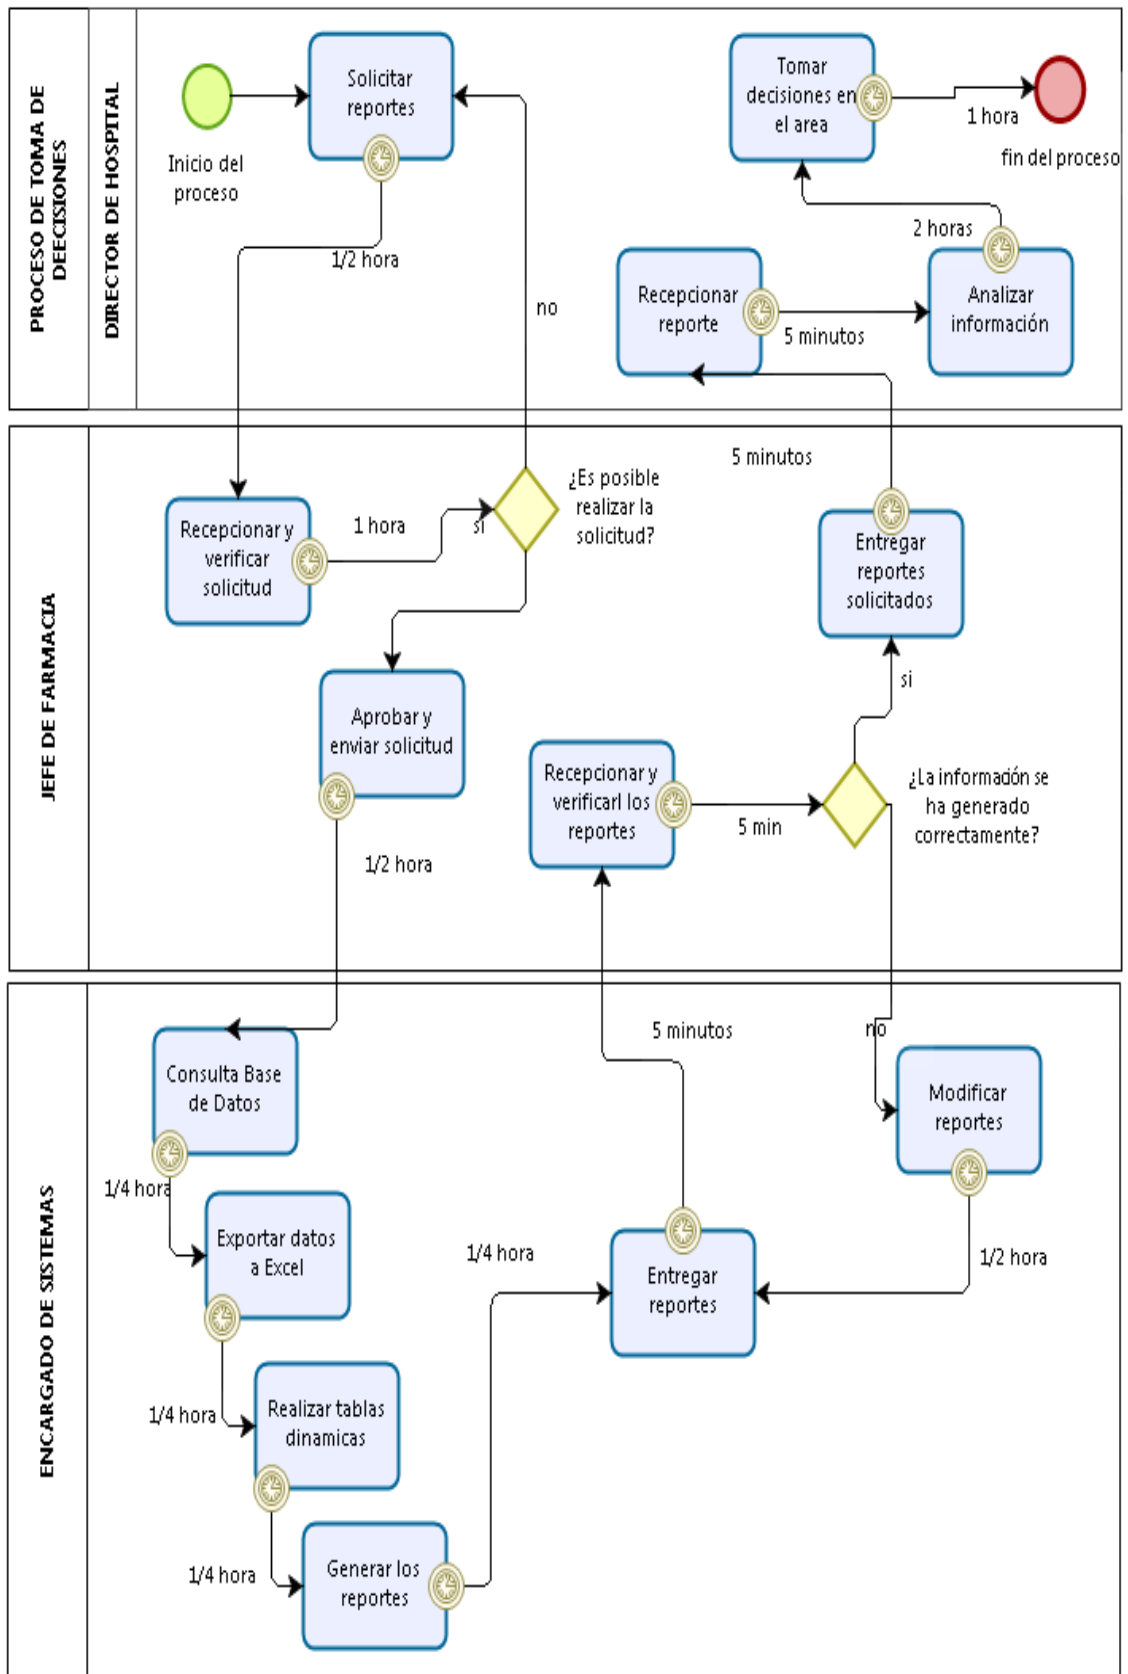 PROCESO DE TOMA DE
DEECISIONES
DIRECTOR DE HOSPITAL
Inicio del
proceso
Solicitar
reportes
1/2 hora
no
Tomar
decisiones en
el area
1 hora
fin del proceso
2 horas
Recepcionar
reporte
5 minutos
Analizar
información
JEFE DE FARMACIA
Recepcionar y
verificar
solicitud
1 hora
si
¿Es posible
realizar la
solicitud?
5 minutos
Entregar
reportes
solicitados
si
Aprobar y
enviar solicitud
1/2 hora
Recepcionar y
verificarl los
reportes
5 min
¿La información se
ha generado
correctamente?
ENCARGADO DE SISTEMAS
Consulta Base
de Datos
1/4 hora
5 minutos
no
Modificar
reportes
Exportar datos
a Excel
1/4 hora
1/4 hora
Entregar
reportes
1/2 hora
Realizar tablas
dinamicas
1/4 hora
Generar los
reportes